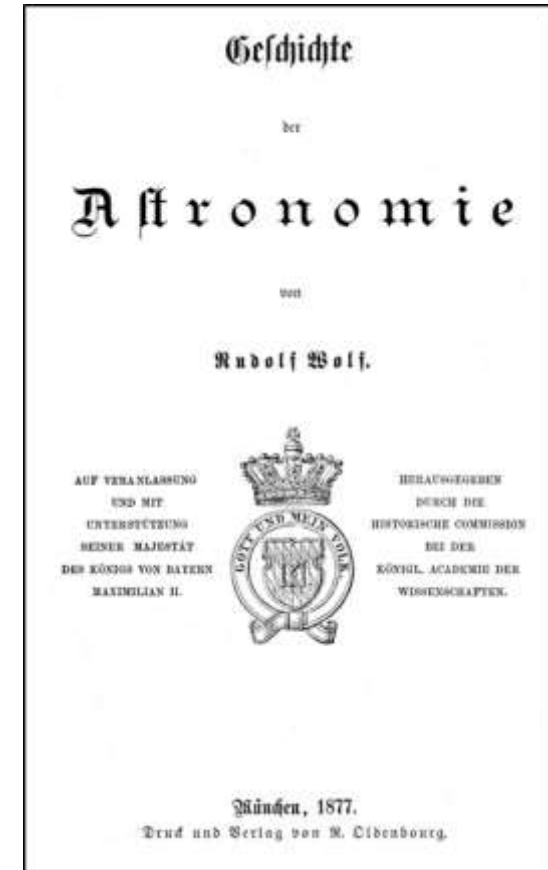 Geschichte
der
Astronomie
von
Rudolf Wolf.
AUF VERANLASSUNG
UND MIT
UNTERSTÜTZUNG
SEINER MAJESTÄT
DES KÖNIGS VON BAYERN
MAXIMILIAN II.
GOTT UND MEIN VOLK.
HERAUSGEGEBEN
DURCH DIE
HISTORISCHE COMMISSION
BEI DER
KÖNIGL. ACADEMIE DER
WISSENSCHAFTEN.
München, 1877.
Druck und Verlag von R. Oldenbourg.